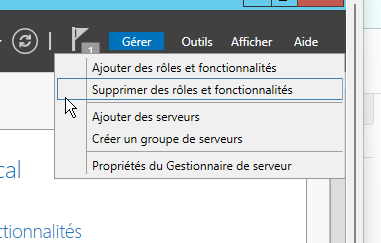 1
Gérer Outils Afficher Aide
Ajouter des rôles et fonctionnalités
Supprimer des rôles et fonctionnalités
Ajouter des serveurs
Créer un groupe de serveurs
Propriétés du Gestionnaire de serveur
cal
ctionnalités